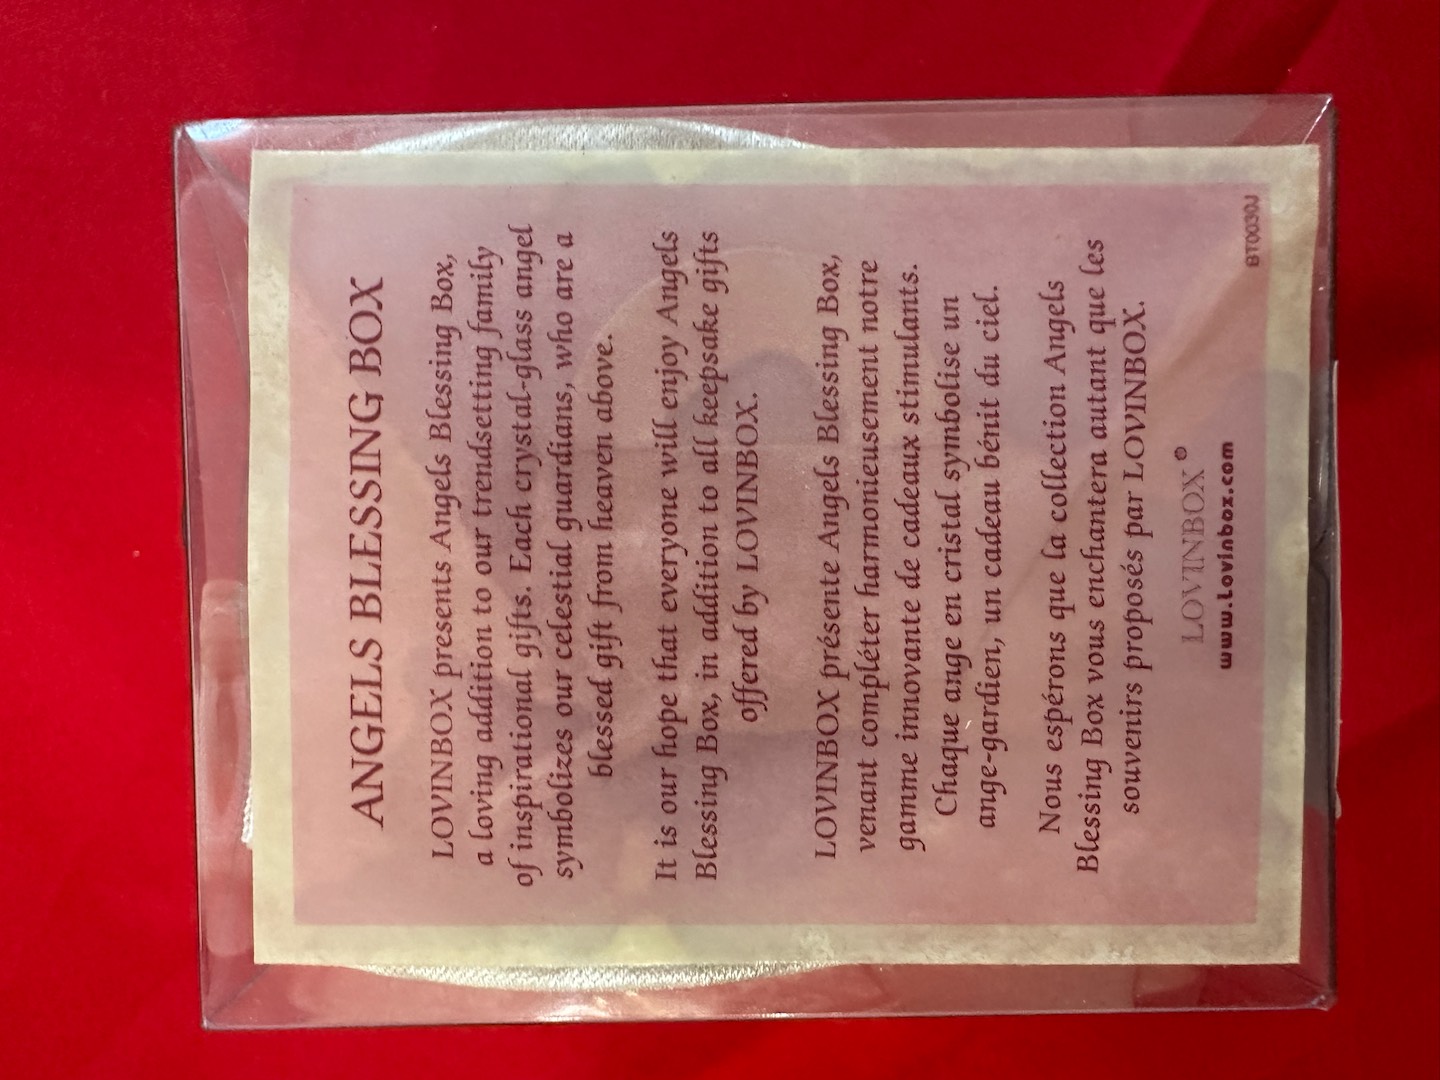 ANGELS BLESSING BOX
LOVINBOX presents Angels Blessing Box,
a loving addition to our trendsetting family
of inspirational gifts. Each crystal-glass angel
symbolizes our celestial guardians, who are a
blessed gift from heaven above.
It is our hope that everyone will enjoy Angels
Blessing Box, in addition to all keepsake gifts
offered by LOVINBOX.
LOVINBOX présente Angels Blessing Box,
venant compléter harmonieusement notre
gamme innovante de cadeaux stimulants.
Chaque ange en cristal symbolise un
ange-gardien, un cadeau bénit du ciel.
Nous espérons que la collection Angels
Blessing Box vous enchantera autant que les
souvenirs proposés par LOVINBOX.
LOVINBOX®
www.Lovinbox.com
BT0030J